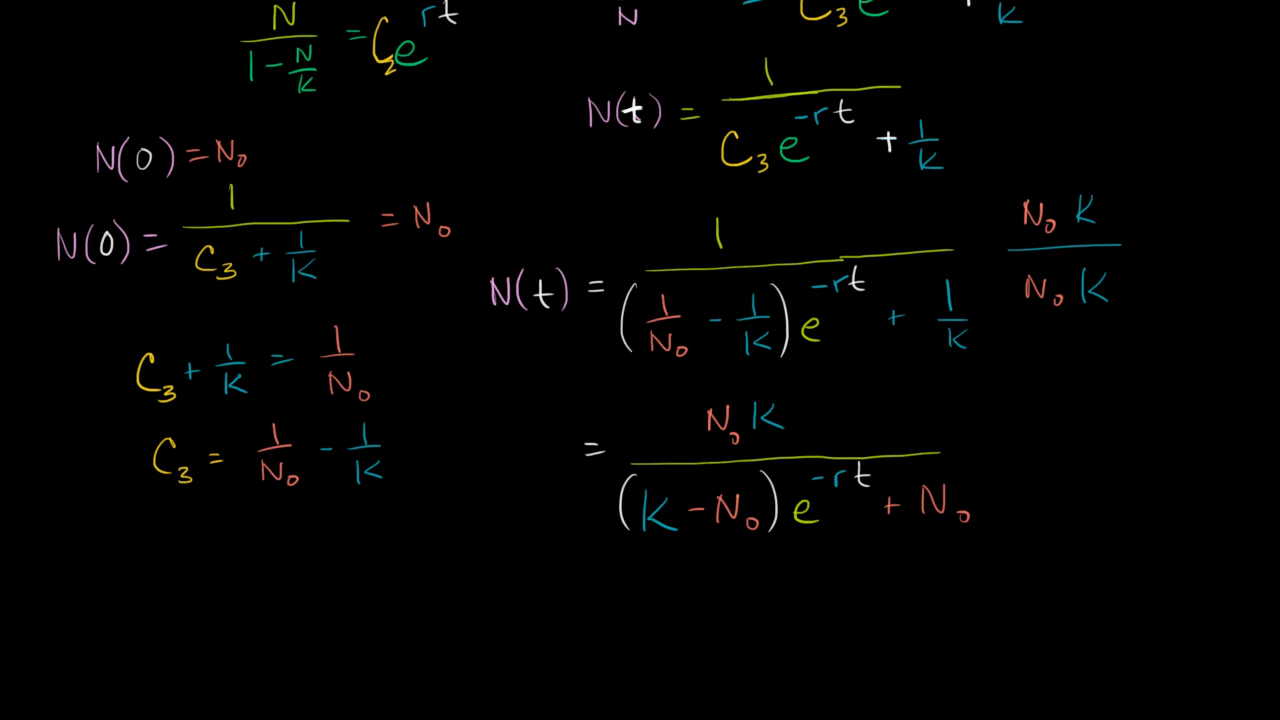 N/(1 - N/K) = C₂e^(rt)
N(0) = N₀
N(0) = 1/(C₃ + 1/K) = N₀
C₃ + 1/K = 1/N₀
C₃ = 1/N₀ - 1/K
N C₃e K
N(t) = 1/(C₃e^(-rt) + 1/K)
N(t) = 1/((1/N₀ - 1/K)e^(-rt) + 1/K) N₀K/N₀K
= N₀K/((K - N₀)e^(-rt) + N₀)